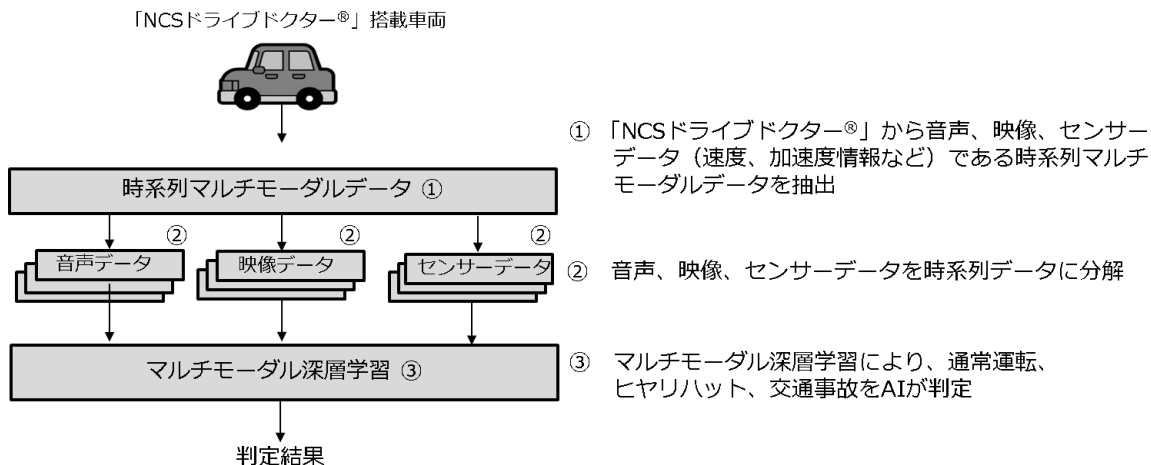 「NCSドライブドクター®」搭載車両
時系列マルチモーダルデータ ①
② ② ②
音声データ 映像データ センサーデータ
マルチモーダル深層学習 ③
判定結果
① 「NCSドライブドクター®」から音声、映像、センサー
データ（速度、加速度情報など）である時系列マルチ
モーダルデータを抽出
② 音声、映像、センサーデータを時系列データに分解
③ マルチモーダル深層学習により、通常運転、
ヒヤリハット、交通事故をAIが判定